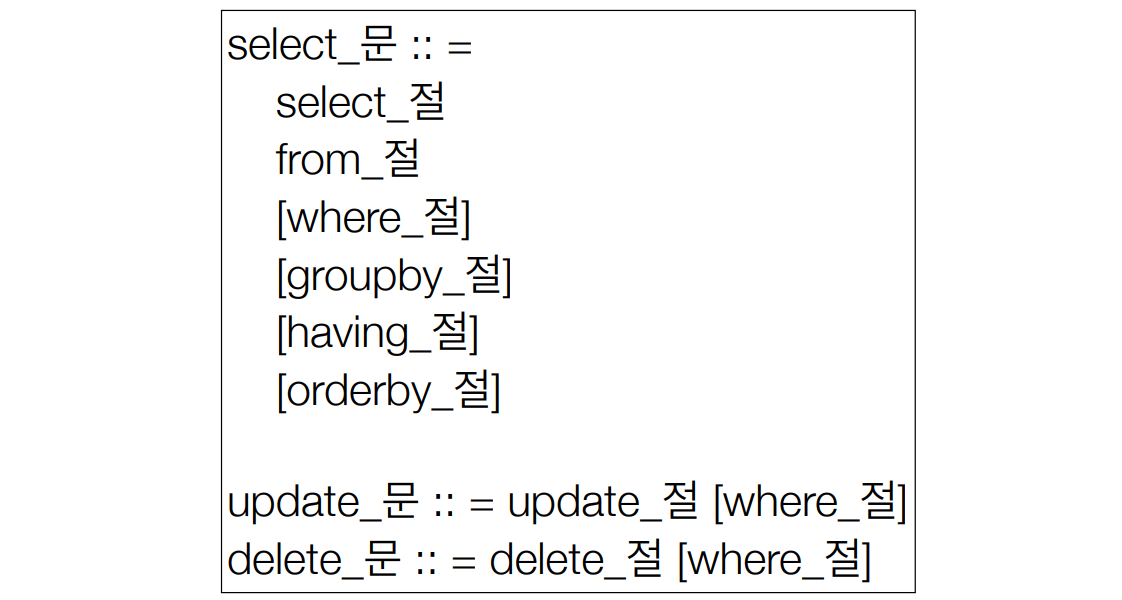 select_문 :: =
select_절
from_절
[where_절]
[groupby_절]
[having_절]
[orderby_절]
update_문 :: = update_절 [where_절]
delete_문 :: = delete_절 [where_절]